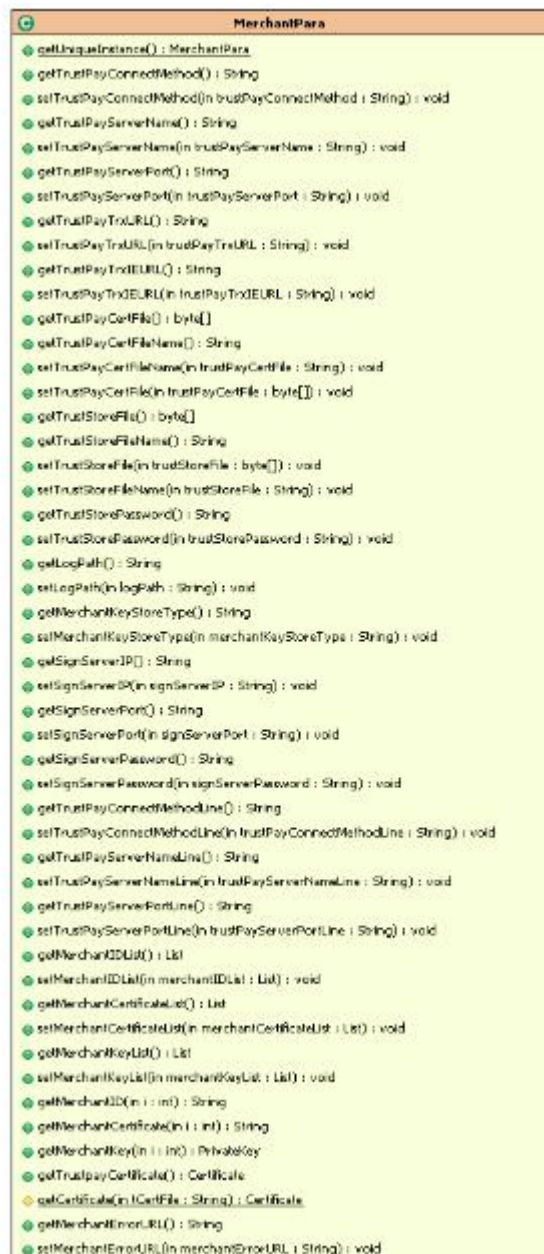 MerchantPara
getUniqueInstance() : MerchantPara
getTrustPayConnectMethod() : String
setTrustPayConnectMethod(in trustPayConnectMethod : String) : void
getTrustPayServerName() : String
setTrustPayServerName(in trustPayServerName : String) : void
getTrustPayServerPort() : String
setTrustPayServerPort(in trustPayServerPort : String) : void
getTrustPayTrxURL() : String
setTrustPayTrxURL(in trustPayTrxURL : String) : void
getTrustPayTrxIEURL() : String
setTrustPayTrxIEURL(in trustPayTrxIEURL : String) : void
getTrustPayCertFile() : byte[]
getTrustPayCertFileName() : String
setTrustPayCertFileName(in trustPayCertFile : String) : void
setTrustPayCertFile(in trustPayCertFile : byte[]) : void
getTrustStoreFile() : byte[]
getTrustStoreFileName() : String
setTrustStoreFile(in trustStoreFile : byte[]) : void
setTrustStoreFileName(in trustStoreFile : String) : void
getTrustStorePassword() : String
setTrustStorePassword(in trustStorePassword : String) : void
getLogPath() : String
setLogPath(in logPath : String) : void
getMerchantKeyStoreType() : String
setMerchantKeyStoreType(in merchantKeyStoreType : String) : void
getSignServerIP() : String
setSignServerIP(in signServerIP : String) : void
getSignServerPort() : String
setSignServerPort(in signServerPort : String) : void
getSignServerPassword() : String
setSignServerPassword(in signServerPassword : String) : void
getTrustPayConnectMethodLine() : String
setTrustPayConnectMethodLine(in trustPayConnectMethodLine : String) : void
getTrustPayServerNameLine() : String
setTrustPayServerNameLine(in trustPayServerNameLine : String) : void
getTrustPayServerPortLine() : String
setTrustPayServerPortLine(in trustPayServerPortLine : String) : void
getMerchantIDList() : List
setMerchantIDList(in merchantIDList : List) : void
getMerchantCertificateList() : List
setMerchantCertificateList(in merchantCertificateList : List) : void
getMerchantKeyList() : List
setMerchantKeyList(in merchantKeyList : List) : void
getMerchantID(in i : int) : String
getMerchantCertificate(in i : int) : String
getMerchantKey(in i : int) : PrivateKey
getTrustpayCertificate() : Certificate
getCertificate(in tCertFile : String) : Certificate
getMerchantErrorURL() : String
setMerchantErrorURL(in merchantErrorURL : String) : void